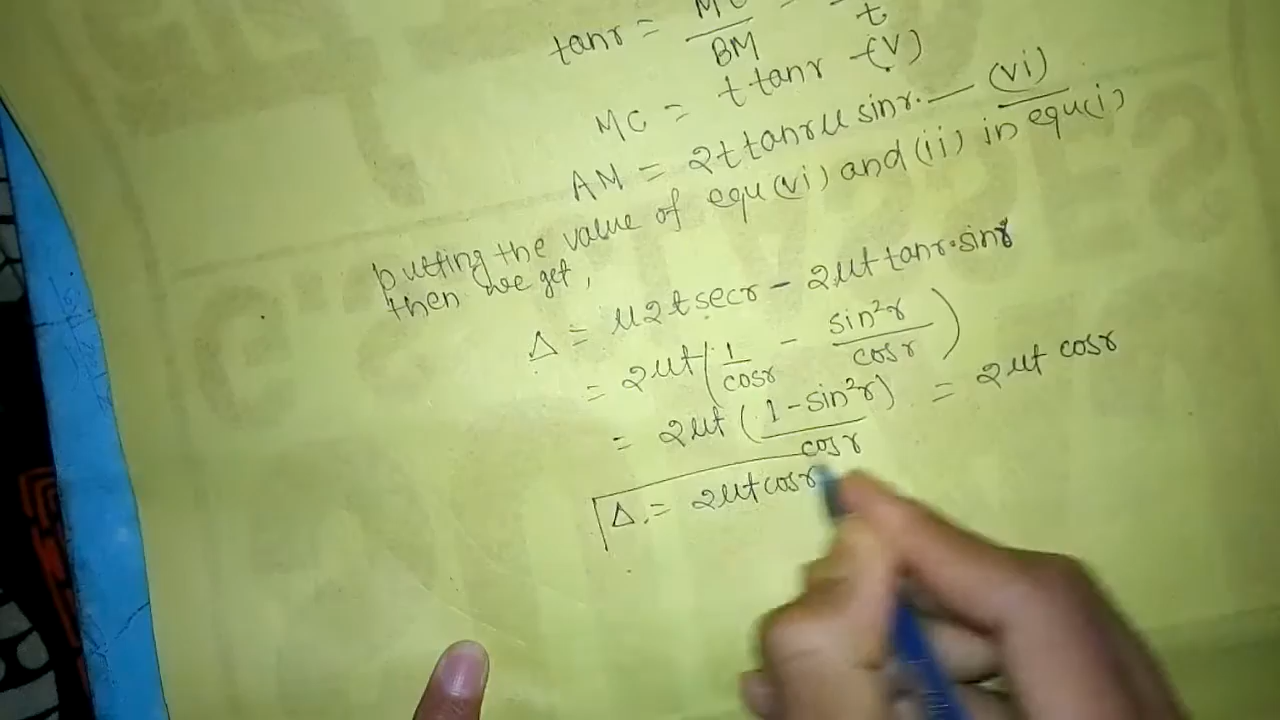 tanr = MC/BM = /t
MC = t tanr -(v)
AM = 2t tanr μ sinr. — (vi)
putting the value of equ(vi) and (ii) in equ(i)
then we get,
Δ = μ2t secr - 2μt tanr·sinr
= 2μt (1/cosr - sin²r/cosr)
= 2μt (1-sin²r)/cosr = 2μt cosr
Δ = 2μt cosr